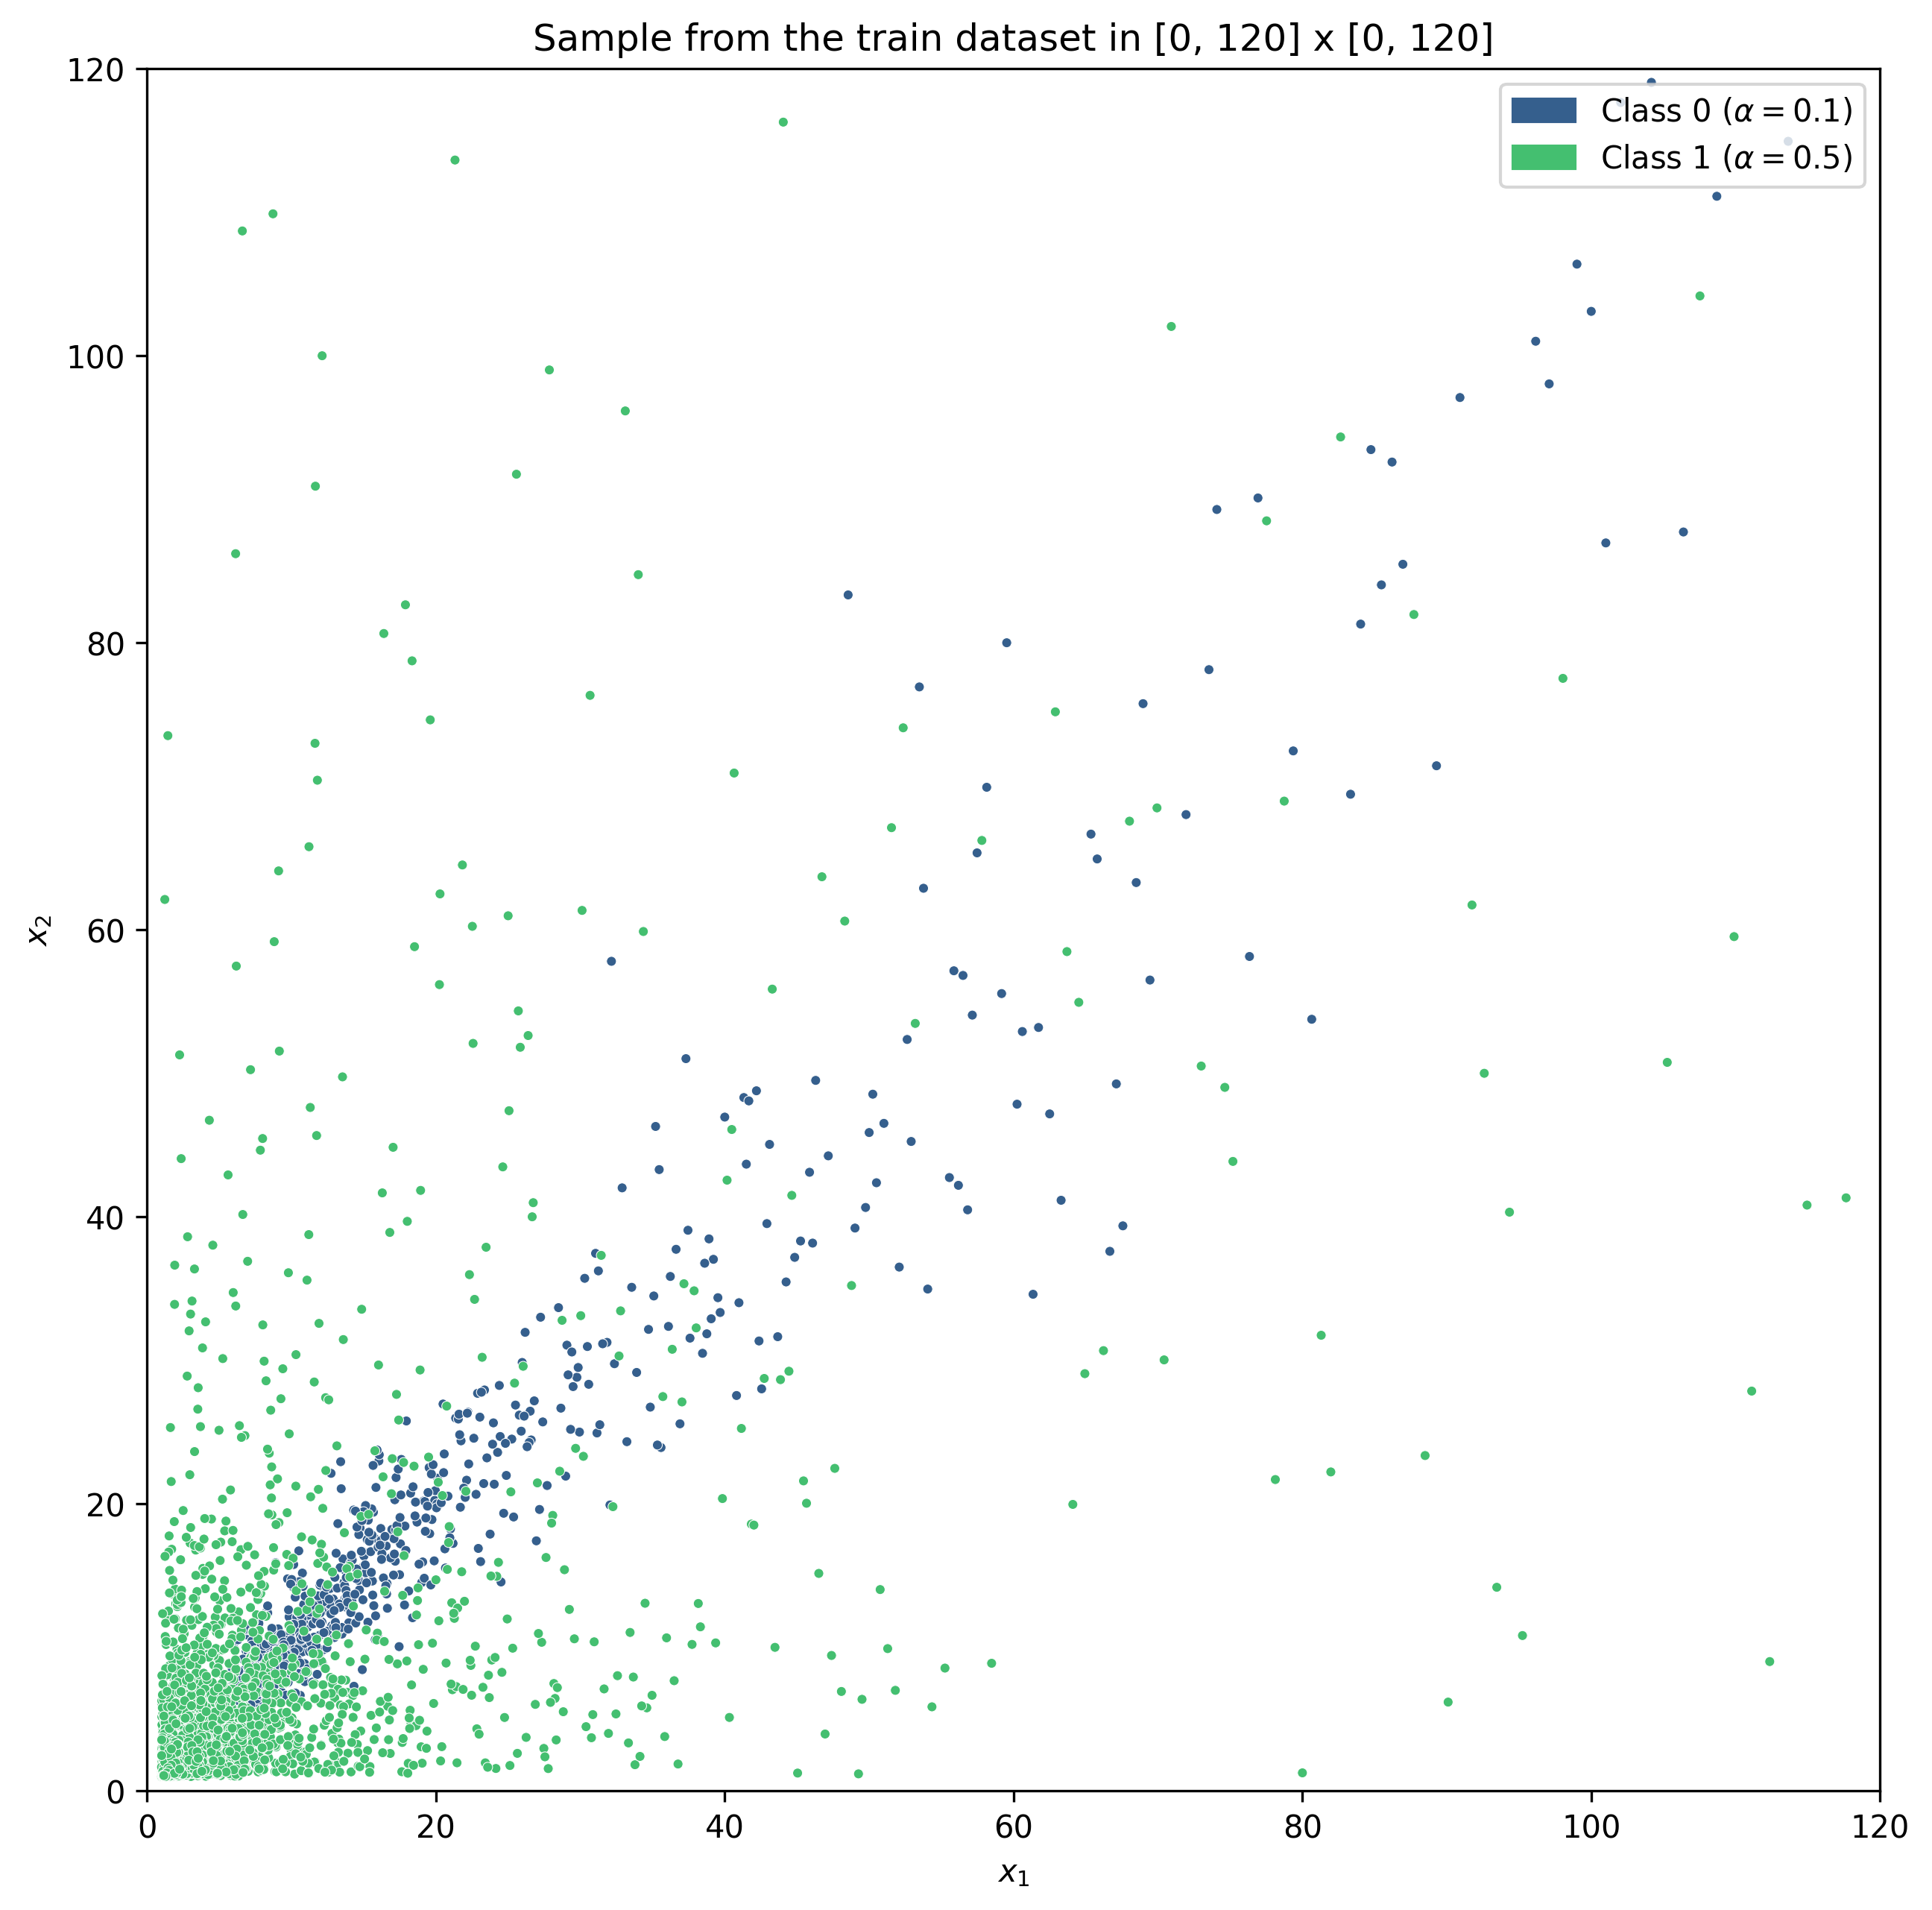 Sample from the train dataset in [0, 120] x [0, 120]
Class 0 (α = 0.1)
Class 1 (α = 0.5)
120
100
80
60
40
20
0
x₂
0 20 40 60 80 100 120
x₁